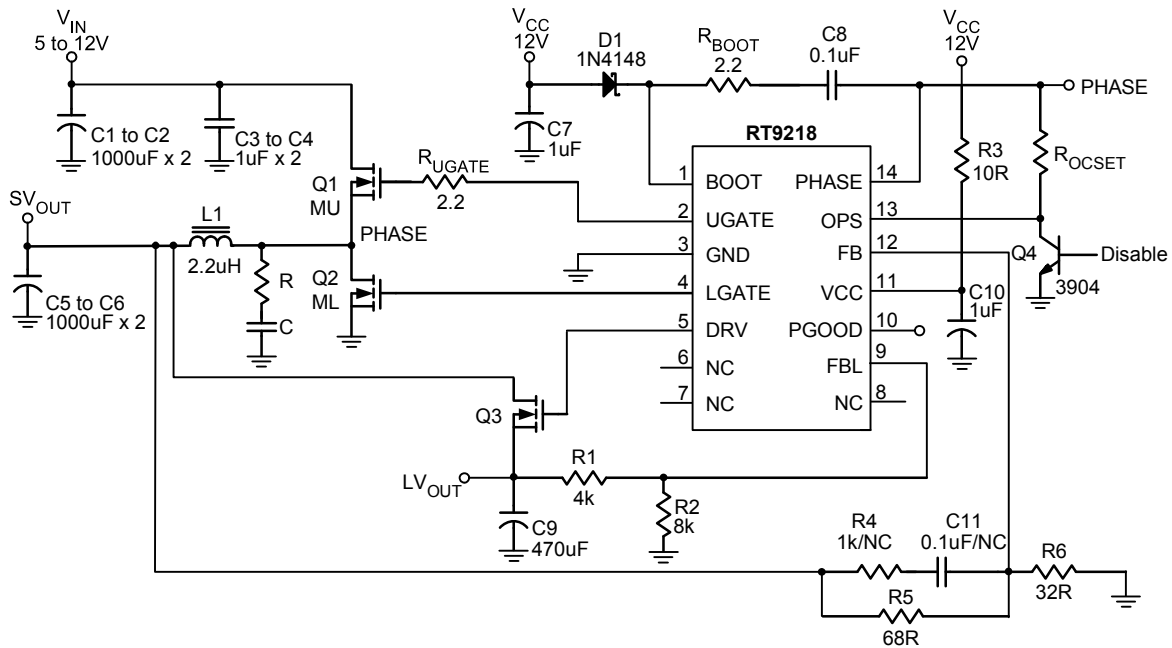 VIN
5 to 12V
C1 to C2
1000uF x 2
C3 to C4
1uF x 2
VCC
12V
D1
1N4148
C7
1uF
RBOOT
2.2
C8
0.1uF
VCC
12V
PHASE
R3
10R
ROCSET
RT9218
1
BOOT
PHASE
14
2
UGATE
OPS
13
3
GND
FB
12
4
LGATE
VCC
11
5
DRV
PGOOD
10
6
NC
FBL
9
7
NC
NC
8
Q4
Disable
3904
C10
1uF
Q1
MU
RUGATE
2.2
PHASE
SVOUT
L1
2.2uH
C5 to C6
1000uF x 2
R
C
Q2
ML
Q3
LVOUT
R1
4k
R2
8k
C9
470uF
R4
1k/NC
C11
0.1uF/NC
R6
32R
R5
68R